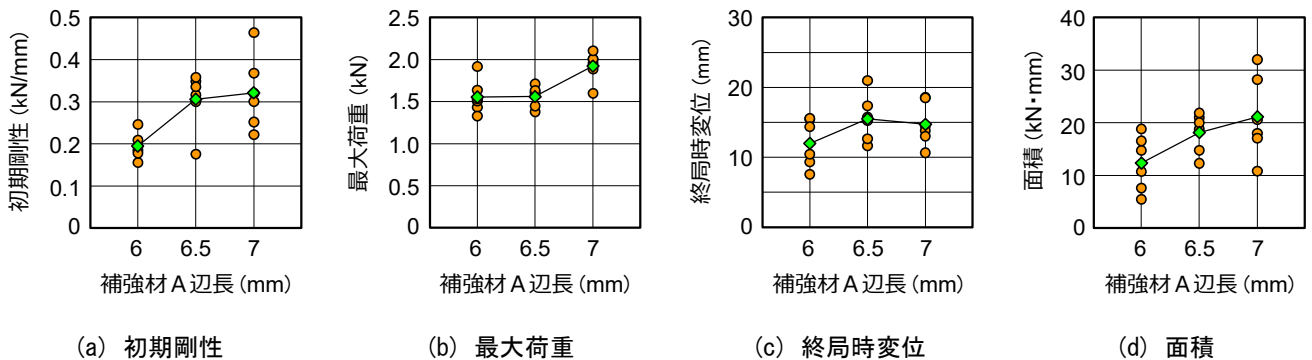 初期剛性 (kN/mm)
0.5
0.4
0.3
0.2
0.1
0
6 6.5 7
補強材A辺長 (mm)
(a) 初期剛性
最大荷重 (kN)
2.5
2.0
1.5
1.0
0.5
0
6 6.5 7
補強材A辺長 (mm)
(b) 最大荷重
終局時変位 (mm)
30
20
10
0
6 6.5 7
補強材A辺長 (mm)
(c) 終局時変位
面積 (kN・mm)
40
30
20
10
0
6 6.5 7
補強材A辺長 (mm)
(d) 面積